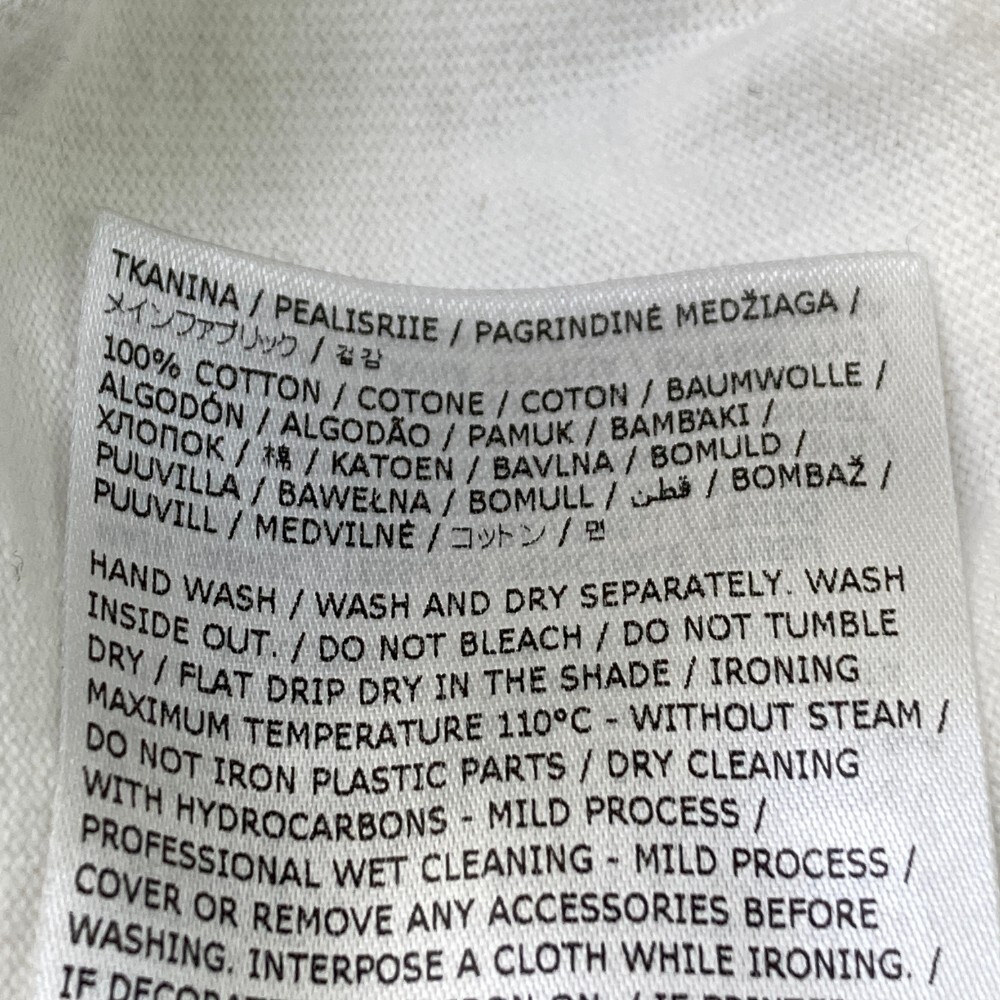 TKANINA / PEALISRIIE / PAGRINDINĖ MEDŽIAGA /
メインファブリック / 겉감
100% COTTON / COTONE / COTON / BAUMWOLLE /
ALGODÓN / ALGODÃO / PAMUK / BAMBAKI /
ХЛОПОК / 棉 / KATOEN / BAVLNA / BOMULD /
PUUVILLA / BAWEŁNA / BOMULL / قطن / BOMBAŽ /
PUUVILL / MEDVILNĖ / コットン / 면
HAND WASH / WASH AND DRY SEPARATELY. WASH
INSIDE OUT. / DO NOT BLEACH / DO NOT TUMBLE
DRY / FLAT DRIP DRY IN THE SHADE / IRONING
MAXIMUM TEMPERATURE 110°C - WITHOUT STEAM /
DO NOT IRON PLASTIC PARTS / DRY CLEANING
WITH HYDROCARBONS - MILD PROCESS /
PROFESSIONAL WET CLEANING - MILD PROCESS /
COVER OR REMOVE ANY ACCESSORIES BEFORE
WASHING. INTERPOSE A CLOTH WHILE IRONING. /
IF